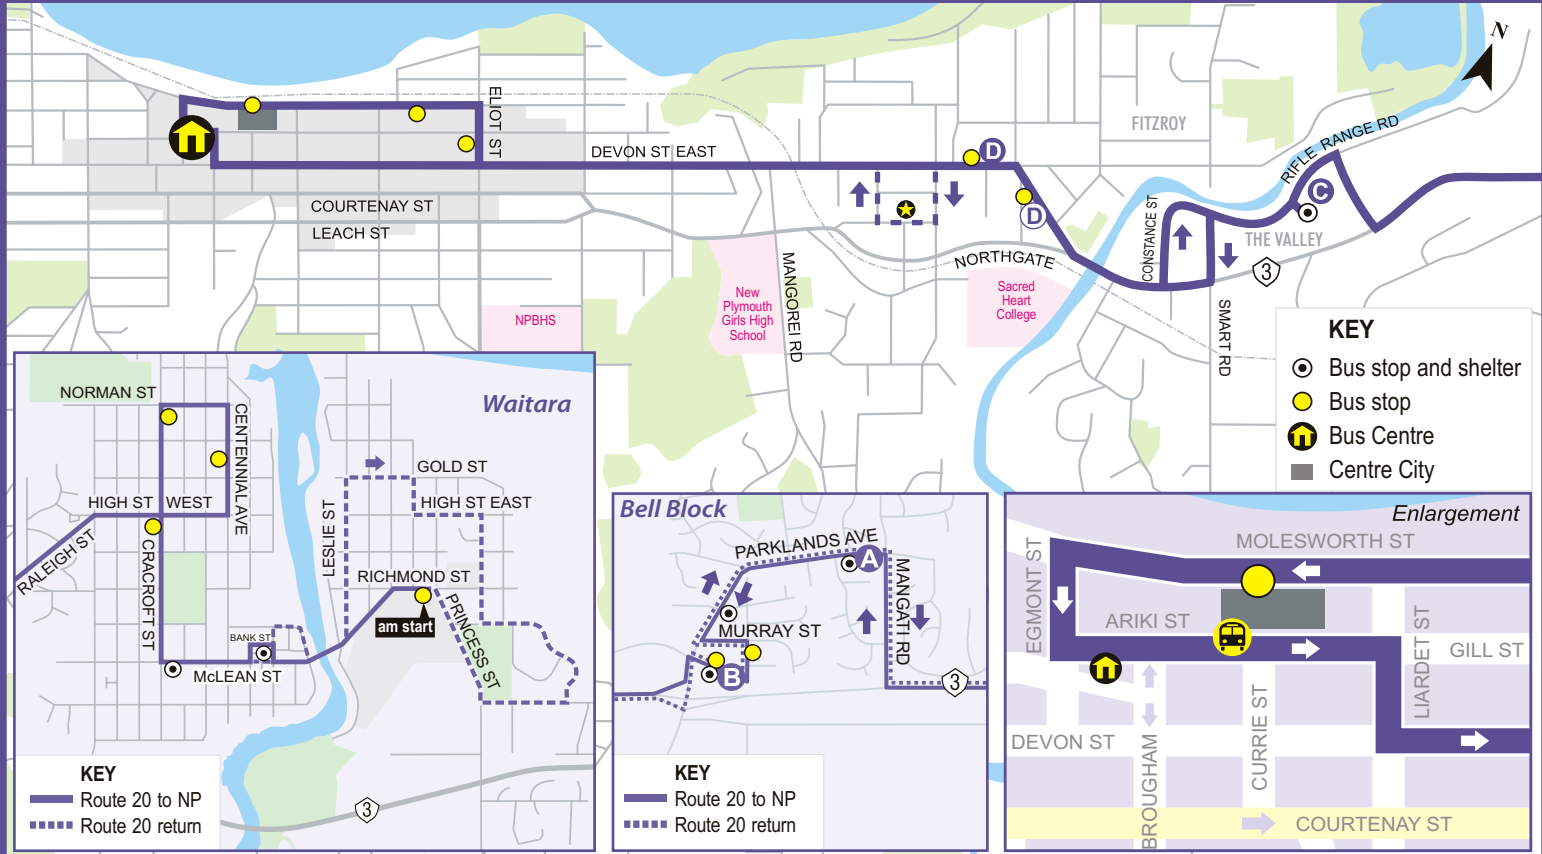 N
ELIOT ST
DEVON ST EAST
D
D
FITZROY
RIFLE RANGE RD
C
COURTENAY ST
LEACH ST
CONSTANCE ST
THE VALLEY
3
NORTHGATE
MANGOREI RD
SMART RD
New
Plymouth
Girls High
School
Sacred
Heart
College
NPBHS
KEY
Bus stop and shelter
Bus stop
Bus Centre
Centre City
Waitara
NORMAN ST
CENTENNIAL AVE
HIGH ST WEST
RALEIGH ST
CRACROFT ST
GOLD ST
HIGH ST EAST
LESLIE ST
RICHMOND ST
am start
PRINCESS ST
BANK ST
McLEAN ST
3
KEY
Route 20 to NP
Route 20 return
Bell Block
PARKLANDS AVE
A
MANGATI RD
MURRAY ST
B
3
KEY
Route 20 to NP
Route 20 return
Enlargement
MOLESWORTH ST
EGMONT ST
ARIKI ST
LIARDET ST
GILL ST
CURRIE ST
DEVON ST
BROUGHAM
COURTENAY ST